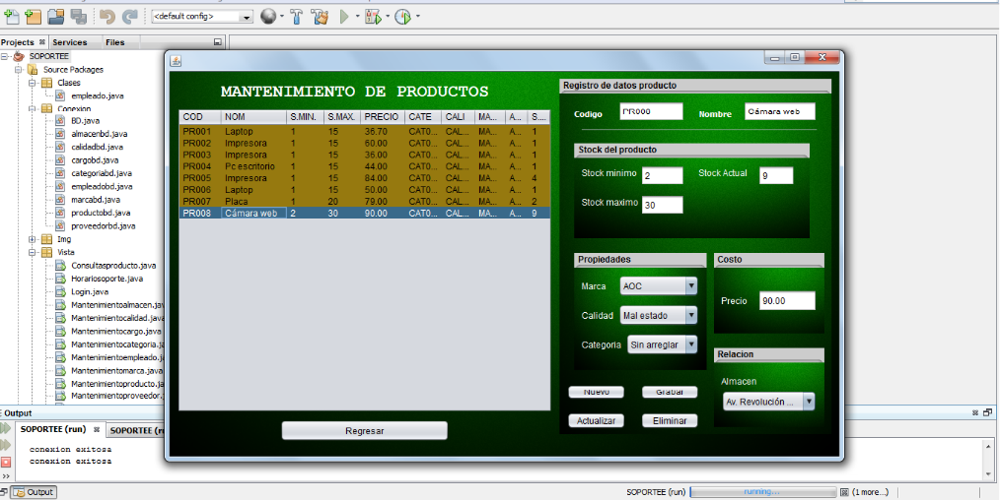 <default config>
Projects
Services
Files
SOPORTEE
Source Packages
Clases
empleado.java
Conexion
BD.java
almacenbd.java
calidadbd.java
cargobd.java
categoriabd.java
empleadobd.java
marcabd.java
productobd.java
proveedorbd.java
Img
Vista
Consultasproducto.java
Horariosoporte.java
Login.java
Mantenimientoalmacen.jav
Mantenimientocalidad.java
Mantenimientocargo.java
Mantenimientocategoria.ja
Mantenimientoempleado.ja
Mantenimientomarca.java
Mantenimientoproducto.ja
Mantenimientoproveedor.
MANTENIMIENTO DE PRODUCTOS
COD NOM S.MIN. S.MAX. PRECIO CATE CALI MA... A... S...
PR001 Laptop 1 15 36.70 CAT0... CAL... MA... A... 1
PR002 Impresora 1 15 60.00 CAT0... CAL... MA... A... 1
PR003 Impresora 1 15 36.00 CAT0... CAL... MA... A... 1
PR004 Pc escritorio 1 15 44.00 CAT0... CAL... MA... A... 1
PR005 Impresora 1 15 84.00 CAT0... CAL... MA... A... 4
PR006 Laptop 1 15 50.00 CAT0... CAL... MA... A... 1
PR007 Placa 1 20 79.00 CAT0... CAL... MA... A... 2
PR008 Cámara web 2 30 90.00 CAT0... CAL... MA... A... 9
Regresar
Registro de datos producto
Codigo PR008 Nombre Cámara web
Stock del producto
Stock minimo 2 Stock Actual 9
Stock maximo 30
Propiedades
Marca AOC
Calidad Mal estado
Categoria Sin arreglar
Costo
Precio 90.00
Relacion
Almacen
Av. Revolución ...
Nuevo Grabar
Actualizar Eliminar
Output
SOPORTEE (run) SOPORTEE (ru
conexion exitosa
conexion exitosa
Output
SOPORTEE (run) running... (1 more...)